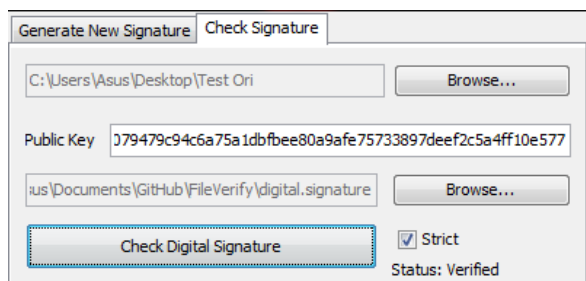 Generate New Signature Check Signature
C:\Users\Asus\Desktop\Test Ori Browse...
Public Key 079479c94c6a75a1dbfbee80a9afe75733897deef2c5a4ff10e577
us\Documents\GitHub\FileVerify\digital.signature Browse...
Check Digital Signature Strict
Status: Verified